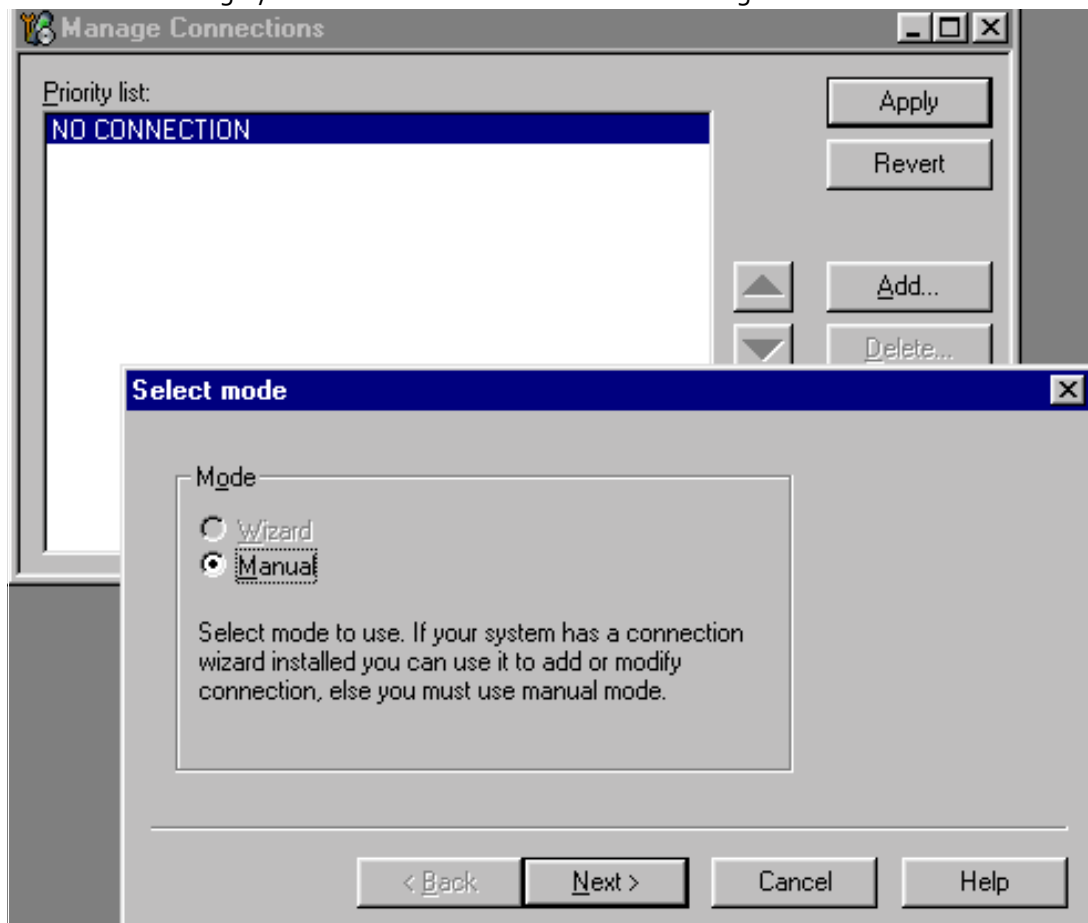 Manage Connections
Priority list:
NO CONNECTION
Apply
Revert
Add...
Delete...
Select mode
Mode
Wizard
Manual
Select mode to use. If your system has a connection
wizard installed you can use it to add or modify
connection, else you must use manual mode.
< Back
Next >
Cancel
Help